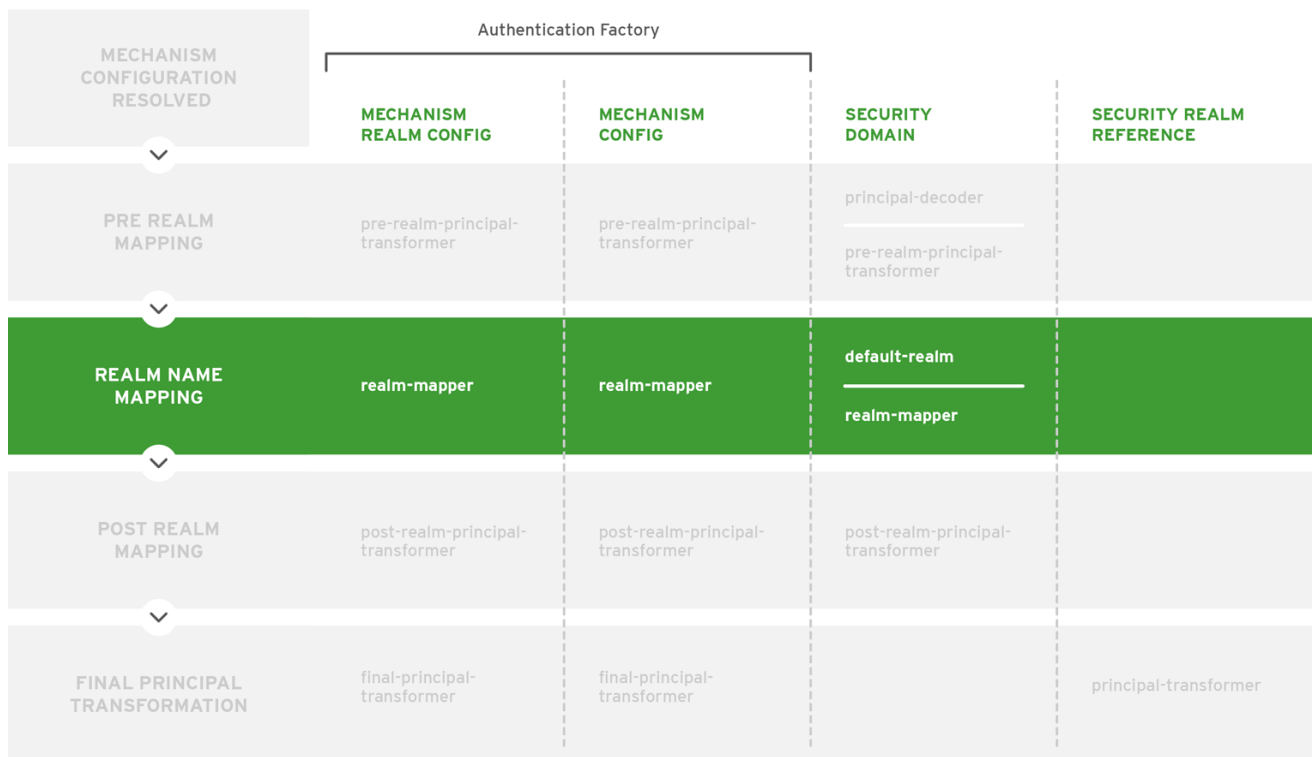 Authentication Factory
MECHANISM
CONFIGURATION
RESOLVED
MECHANISM
REALM CONFIG
MECHANISM
CONFIG
SECURITY
DOMAIN
SECURITY REALM
REFERENCE
PRE REALM
MAPPING
pre-realm-principal-
transformer
pre-realm-principal-
transformer
principal-decoder
pre-realm-principal-
transformer
REALM NAME
MAPPING
realm-mapper
realm-mapper
default-realm
realm-mapper
POST REALM
MAPPING
post-realm-principal-
transformer
post-realm-principal-
transformer
post-realm-principal-
transformer
FINAL PRINCIPAL
TRANSFORMATION
final-principal-
transformer
final-principal-
transformer
principal-transformer